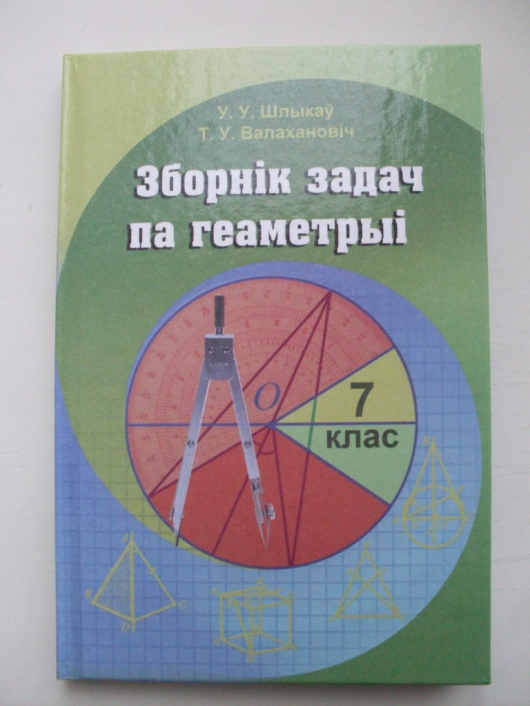 У. У. Шлыкаў
Т. У. Валахановіч
Зборнік задач
па геаметрыі
O
7
клас
A
B
C
D
B